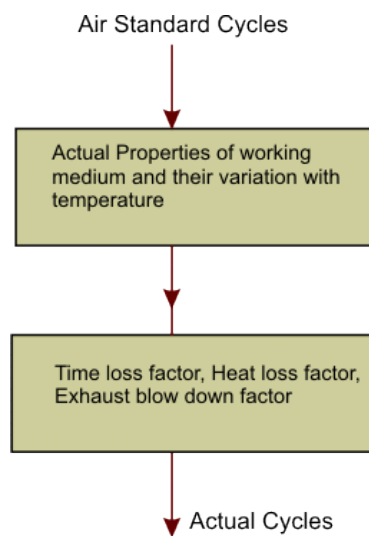 Air Standard Cycles
Actual Properties of working
medium and their variation with
temperature
Time loss factor, Heat loss factor,
Exhaust blow down factor
Actual Cycles